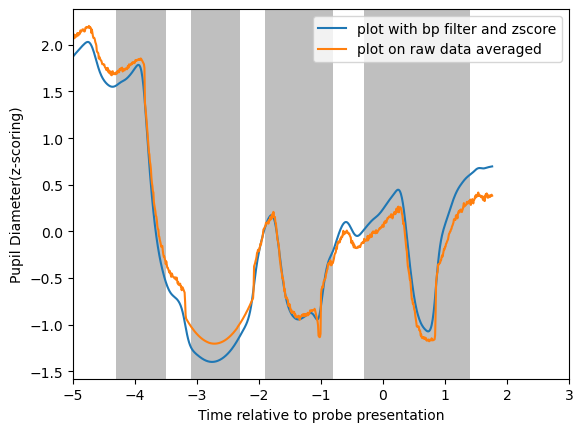 plot with bp filter and zscore
plot on raw data averaged
Pupil Diameter(z-scoring)
2.0
1.5
1.0
0.5
0.0
−0.5
−1.0
−1.5
−5 −4 −3 −2 −1 0 1 2 3
Time relative to probe presentation